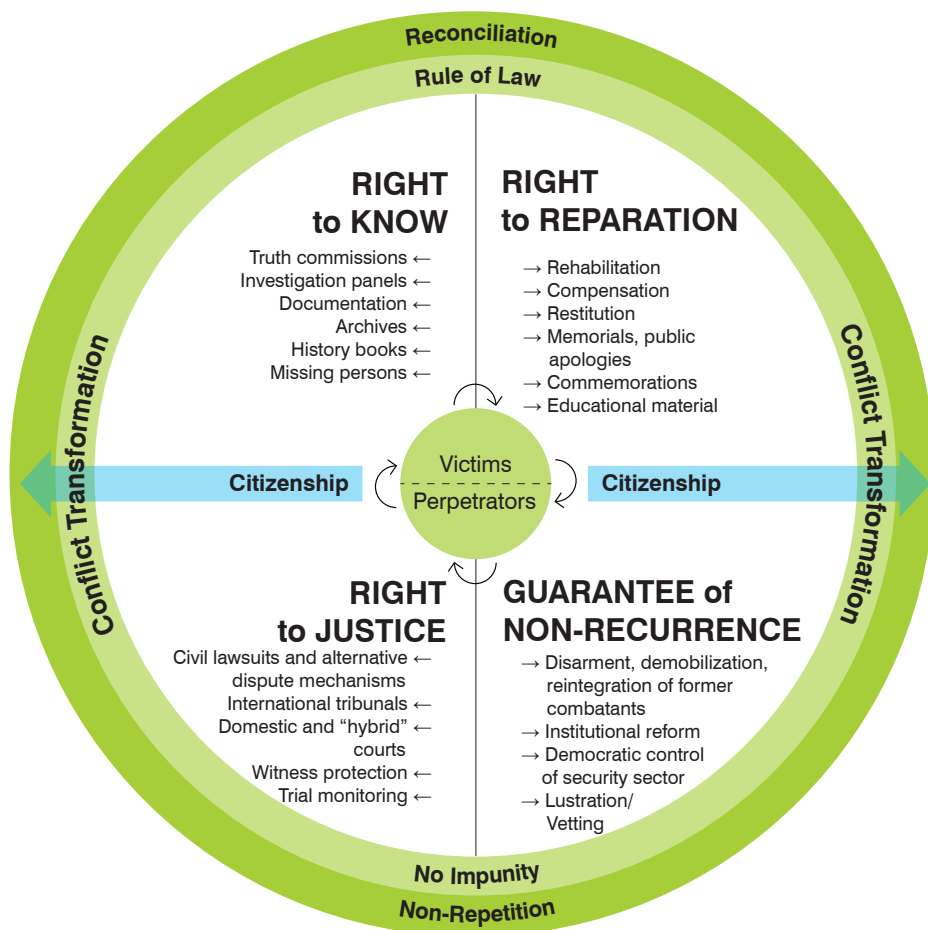 Reconciliation
Rule of Law
RIGHT
to KNOW
Truth commissions ←
Investigation panels ←
Documentation ←
Archives ←
History books ←
Missing persons ←
RIGHT
to REPARATION
→ Rehabilitation
→ Compensation
→ Restitution
→ Memorials, public
apologies
→ Commemorations
→ Educational material
Conflict Transformation
Citizenship
Victims
Perpetrators
Citizenship
Conflict Transformation
RIGHT
to JUSTICE
Civil lawsuits and alternative ←
dispute mechanisms
International tribunals ←
Domestic and “hybrid” ←
courts
Witness protection ←
Trial monitoring ←
GUARANTEE of
NON-RECURRENCE
→ Disarment, demobilization,
reintegration of former
combatants
→ Institutional reform
→ Democratic control
of security sector
→ Lustration/
Vetting
No Impunity
Non-Repetition